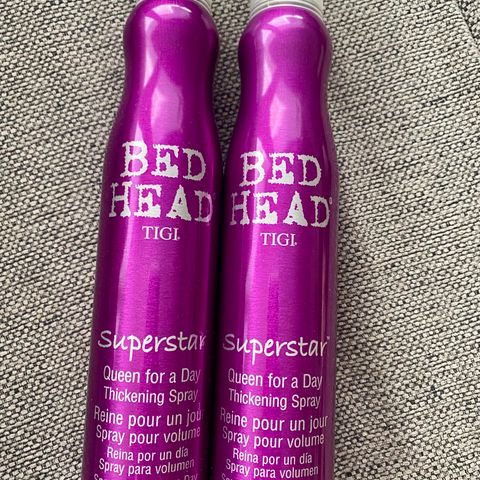 BED
HEAD
TIGI
superstar
Queen for a Day
Thickening Spray
Reine pour un jou
Spray pour volume
Reina por un día
Spray para volumen
BED
HEAD
TIGI
superstar
Queen for a Day
Thickening Spray
Reine pour un jour
Spray pour volume
Reina por un día
Spray para volumen